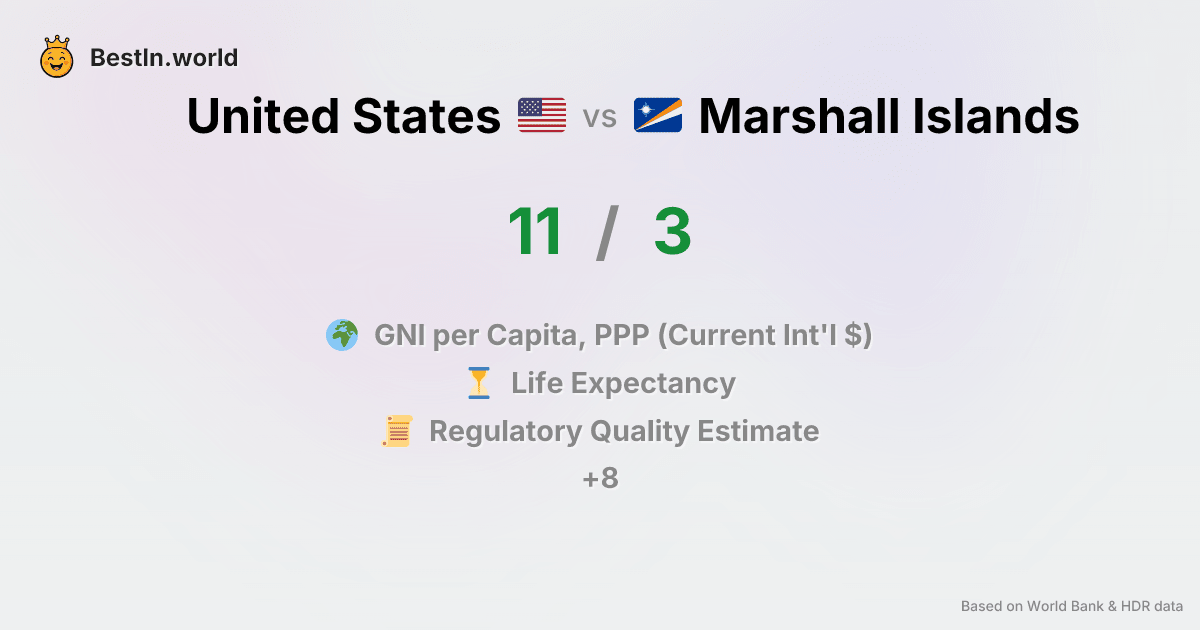 BestIn.world
United States vs Marshall Islands
11 / 3
GNI per Capita, PPP (Current Int'l $)
Life Expectancy
Regulatory Quality Estimate
+8
Based on World Bank & HDR data